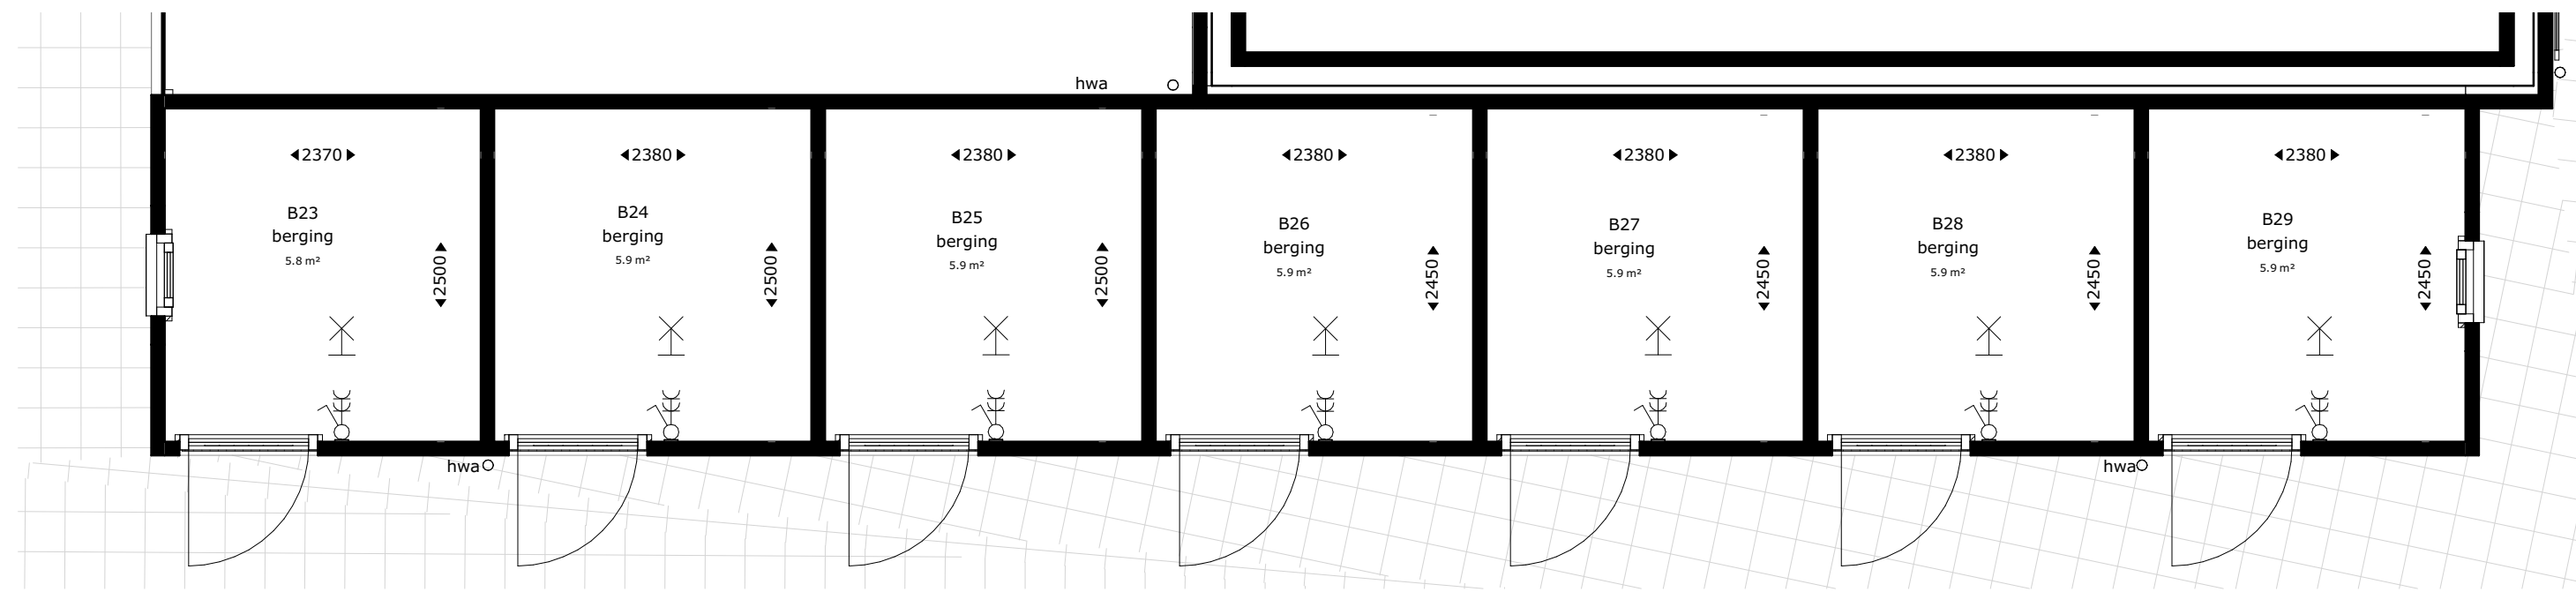 hwa
2370
2380
2380
2380
2380
2380
2380
B23
berging
5.8 m²
2500
B24
berging
5.9 m²
2500
B25
berging
5.9 m²
2500
B26
berging
5.9 m²
2450
B27
berging
5.9 m²
2450
B28
berging
5.9 m²
2450
B29
berging
5.9 m²
2450
hwa
hwa